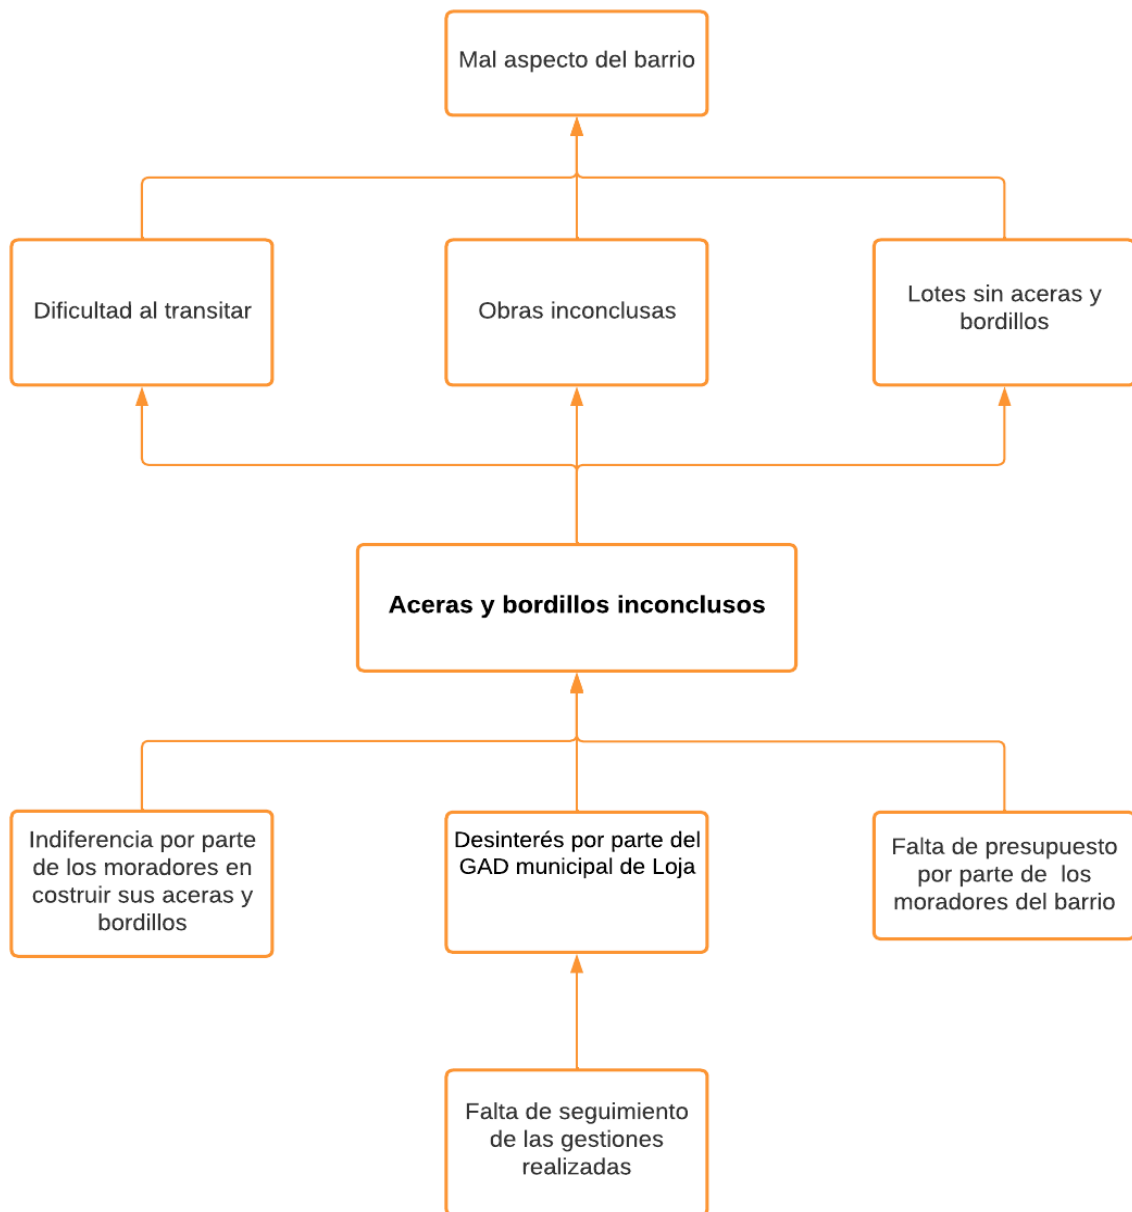 Mal aspecto del barrio
Dificultad al transitar
Obras inconclusas
Lotes sin aceras y
bordillos
Aceras y bordillos inconclusos
Indiferencia por parte
de los moradores en
costruir sus aceras y
bordillos
Desinterés por parte del
GAD municipal de Loja
Falta de presupuesto
por parte de los
moradores del barrio
Falta de seguimiento
de las gestiones
realizadas